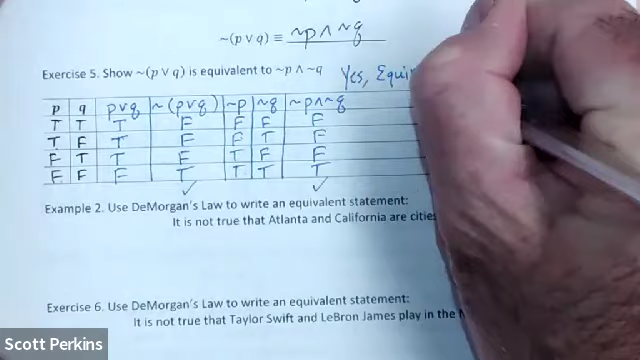 ~(p ∨ q) ≡ ~p ∧ ~q
Exercise 5. Show ~(p ∨ q) is equivalent to ~p ∧ ~q
Yes,
p q p∨q ~(p∨q) ~p ~q ~p∧~q
T T T F F F F
T F T F F T F
F T T F T F F
F F F T T T T
✓ ✓
Example 2. Use DeMorgan's Law to write an equivalent statement:
It is not true that Atlanta and California are cities
Exercise 6. Use DeMorgan's Law to write an equivalent statement:
It is not true that Taylor Swift and LeBron James play in the
Scott Perkins